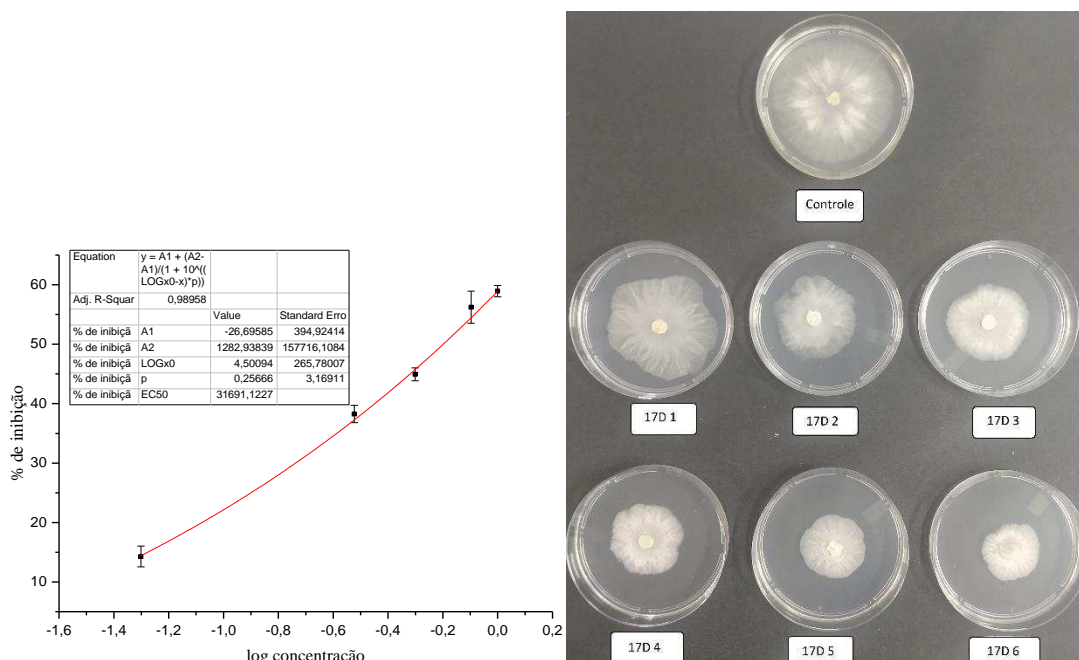 Equation y = A1 + (A2-
A1)/(1 + 10^((
LOGx0-x)*p))
Adj. R-Squar 0,98958
Value Standard Erro
% de inibiçã A1 -26,69585 394,92414
% de inibiçã A2 1282,93839 157716,1084
% de inibiçã LOGx0 4,50094 265,78007
% de inibiçã p 0,25666 3,16911
% de inibiçã EC50 31691,1227
% de inibição
60
50
40
30
20
10
-1,6 -1,4 -1,2 -1,0 -0,8 -0,6 -0,4 -0,2 0,0 0,2
log concentração
Controle
17D 1 17D 2 17D 3
17D 4 17D 5 17D 6